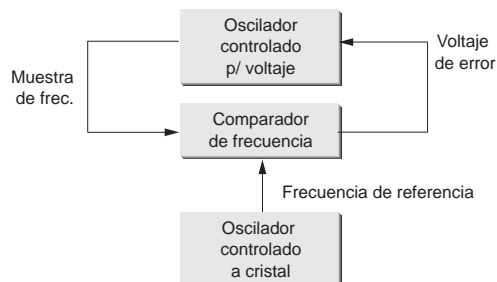 Oscilador
controlado
p/ voltaje
Voltaje
de error
Muestra
de frec.
Comparador
de frecuencia
Frecuencia de referencia
Oscilador
controlado
a cristal